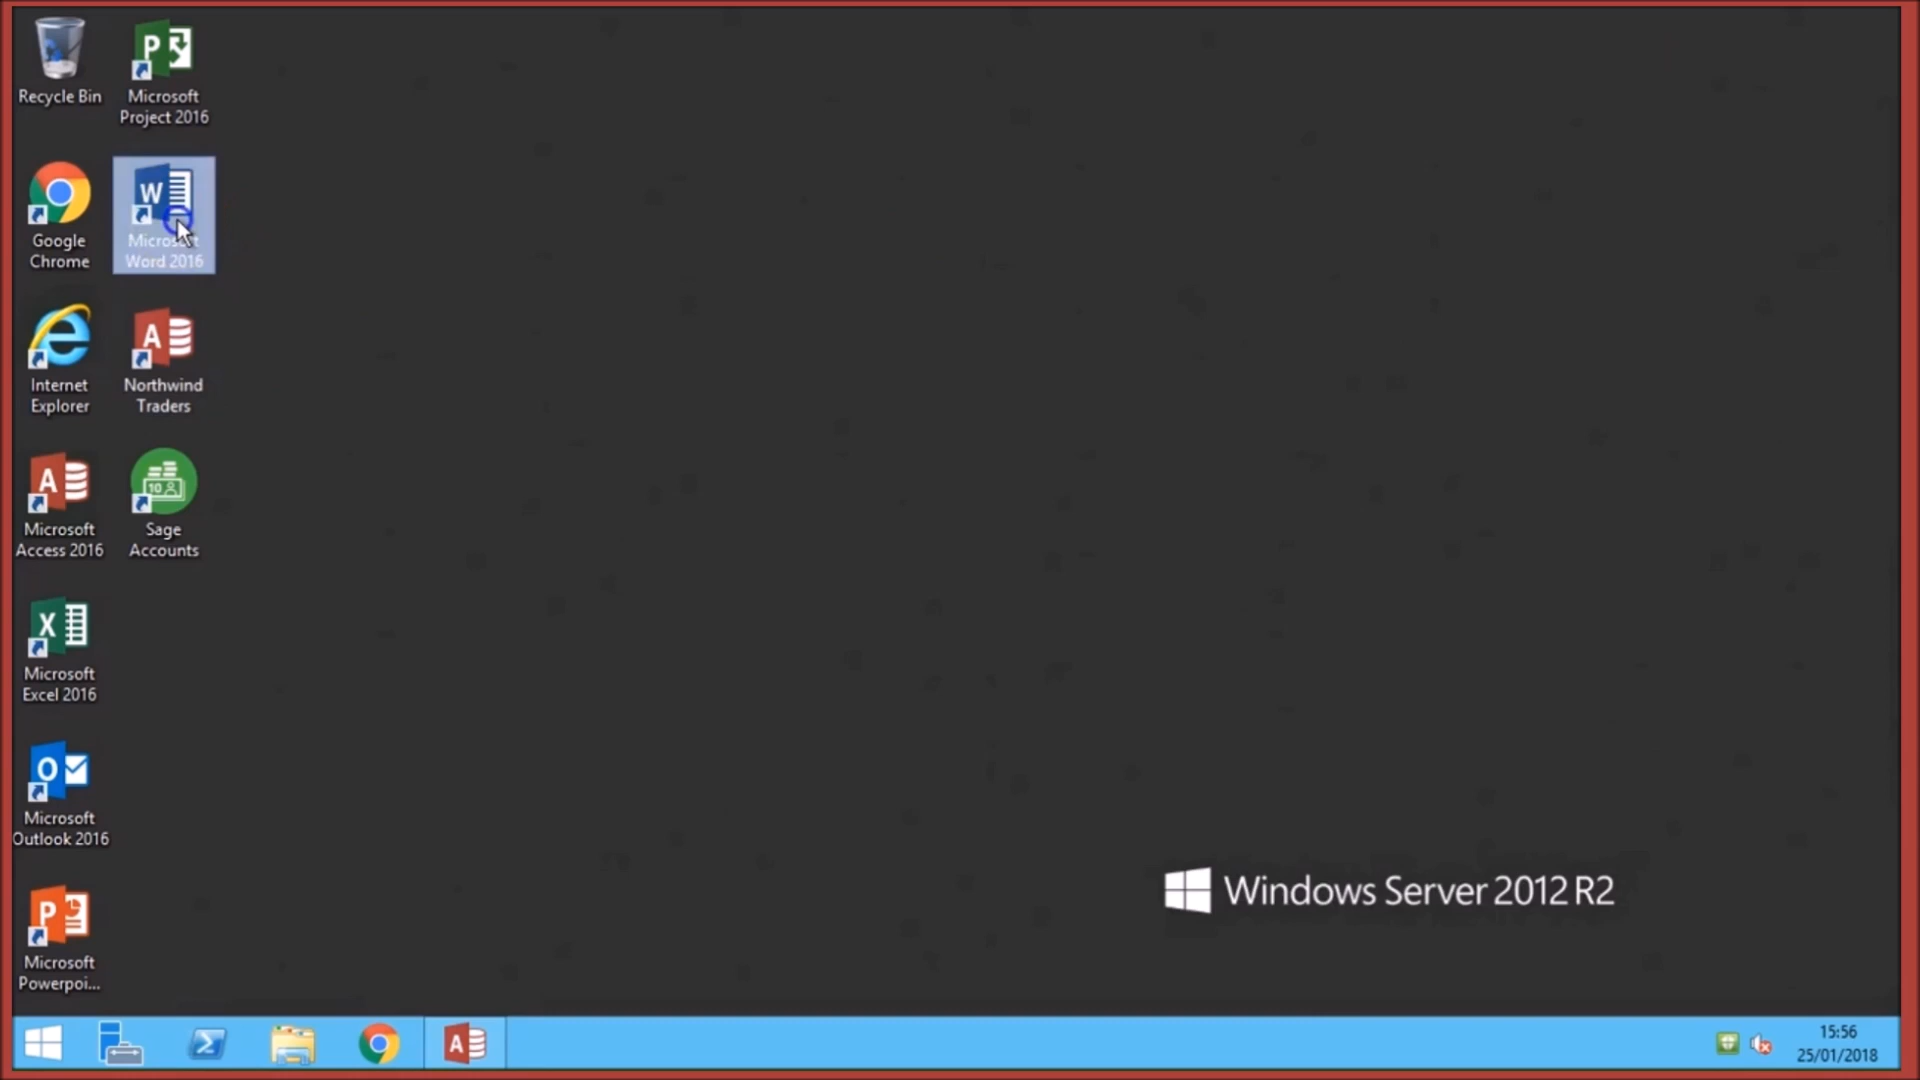 Recycle Bin
Microsoft
Project 2016
Google
Chrome
Microsoft
Word 2016
Internet
Explorer
Northwind
Traders
Microsoft
Access 2016
Sage
Accounts
Microsoft
Excel 2016
Microsoft
Outlook 2016
Microsoft
Powerpoi...
Windows Server 2012 R2
15:56
25/01/2018